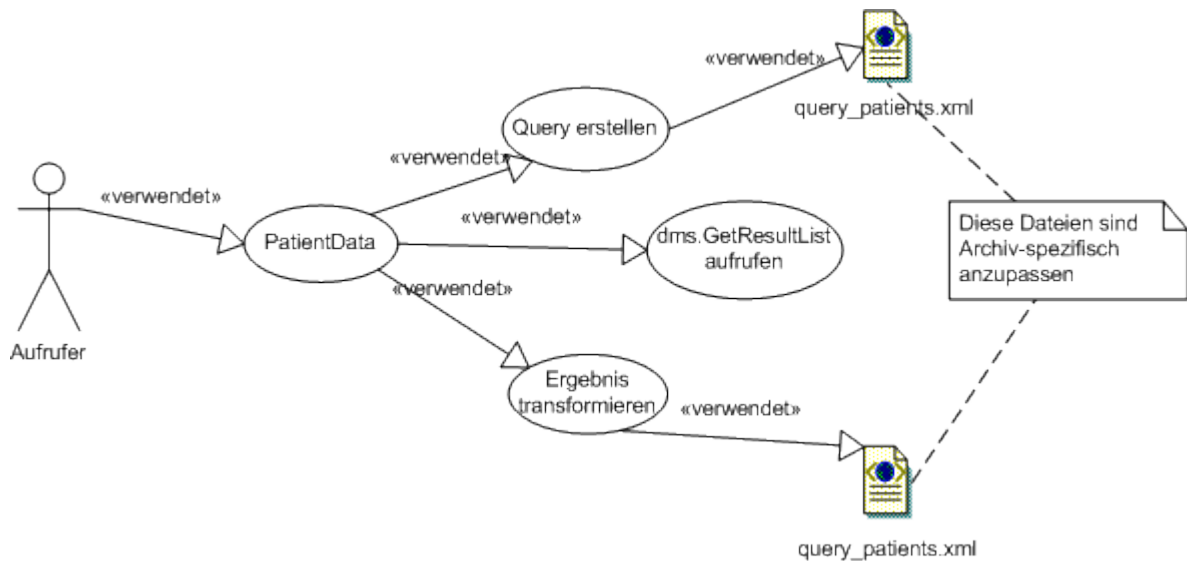 «verwendet»
query_patients.xml
Query erstellen
«verwendet»
«verwendet»
«verwendet»
PatientData
dms.GetResultList
aufrufen
Diese Dateien sind
Archiv-spezifisch
anzupassen
«verwendet»
Aufrufer
Ergebnis
transformieren
«verwendet»
query_patients.xml